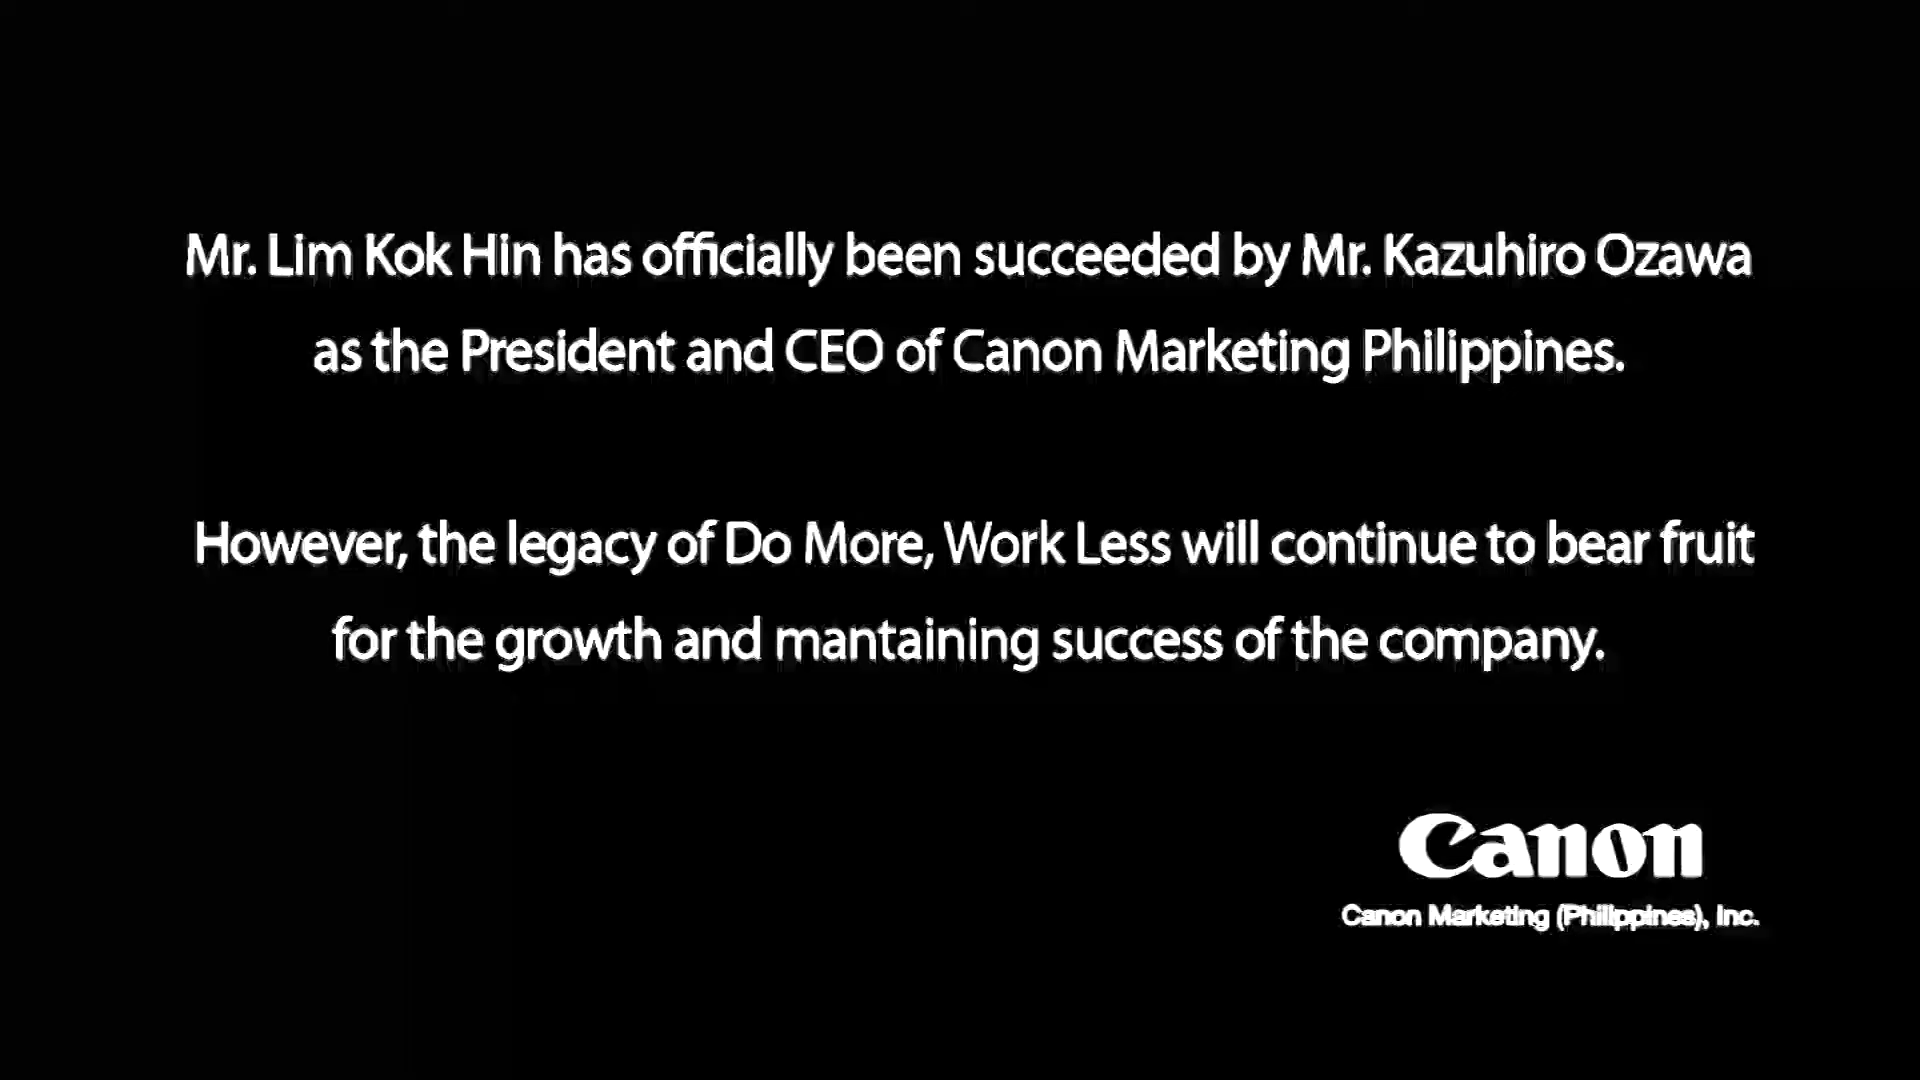 Mr. Lim Kok Hin has officially been succeeded by Mr. Kazuhiro Ozawa
as the President and CEO of Canon Marketing Philippines.
However, the legacy of Do More, Work Less will continue to bear fruit
for the growth and mantaining success of the company.
Canon
Canon Marketing (Philippines), Inc.